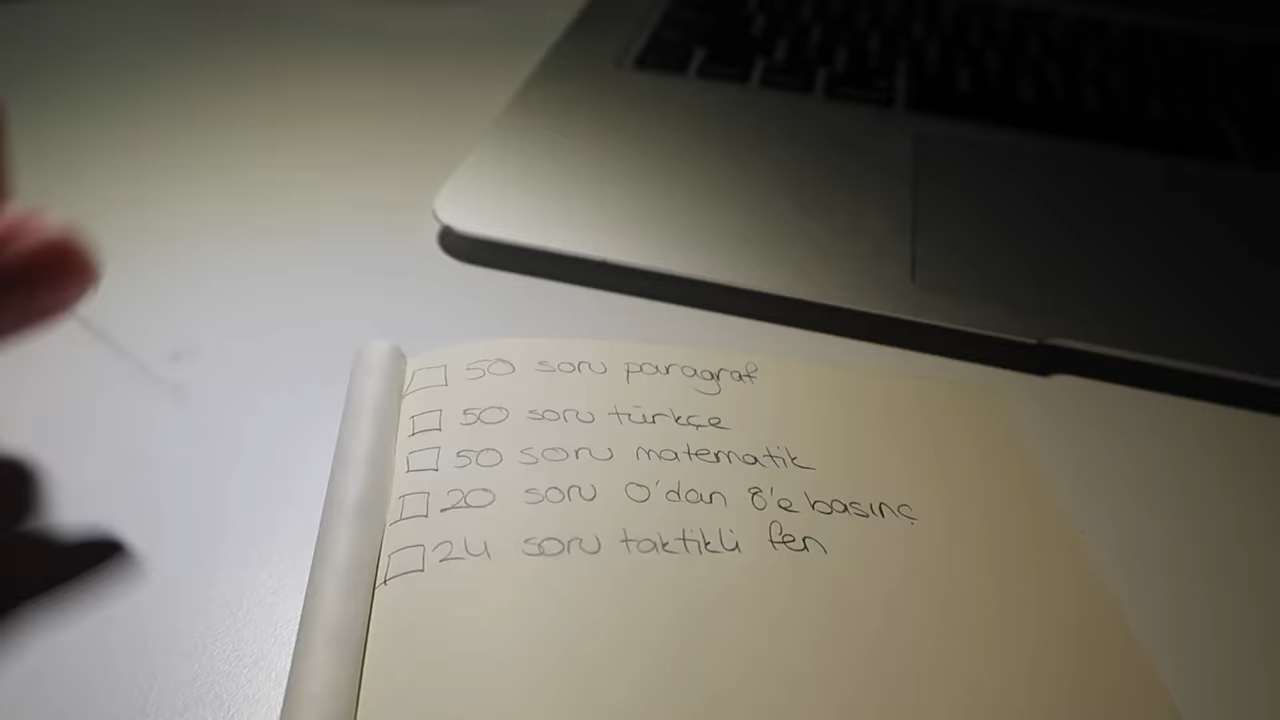 50 soru paragraf
50 soru türkçe
50 soru matematik
20 soru 0'dan 8'e basınç
24 soru taktikli fen